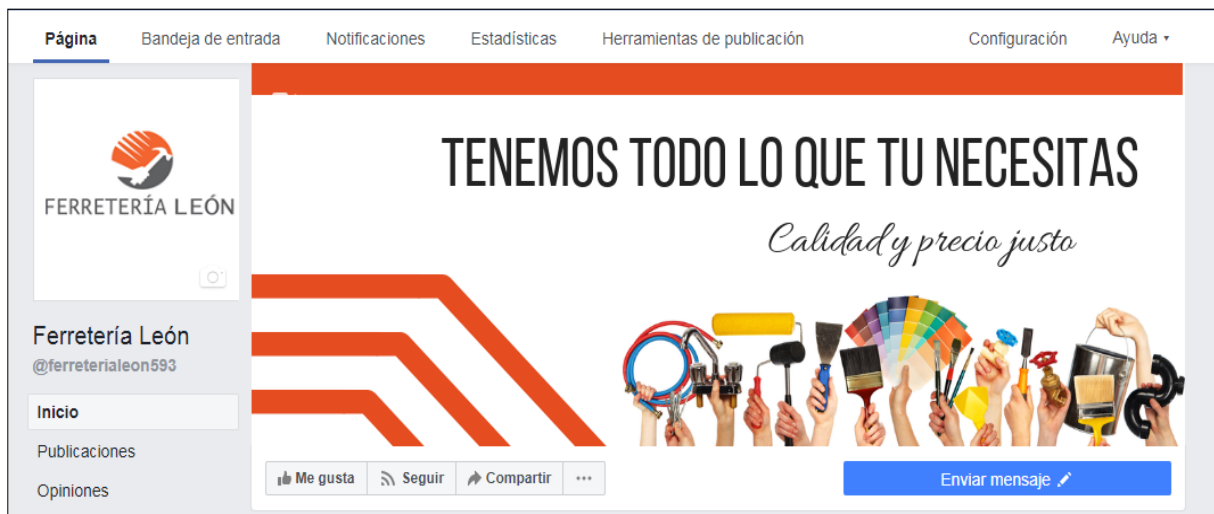 Página Bandeja de entrada Notificaciones Estadísticas Herramientas de publicación Configuración Ayuda
FERRETERÍA LEÓN
TENEMOS TODO LO QUE TU NECESITAS
Calidad y precio justo
Ferretería León
@ferreterialeon593
Inicio
Publicaciones
Opiniones
Me gusta Seguir Compartir ... Enviar mensaje